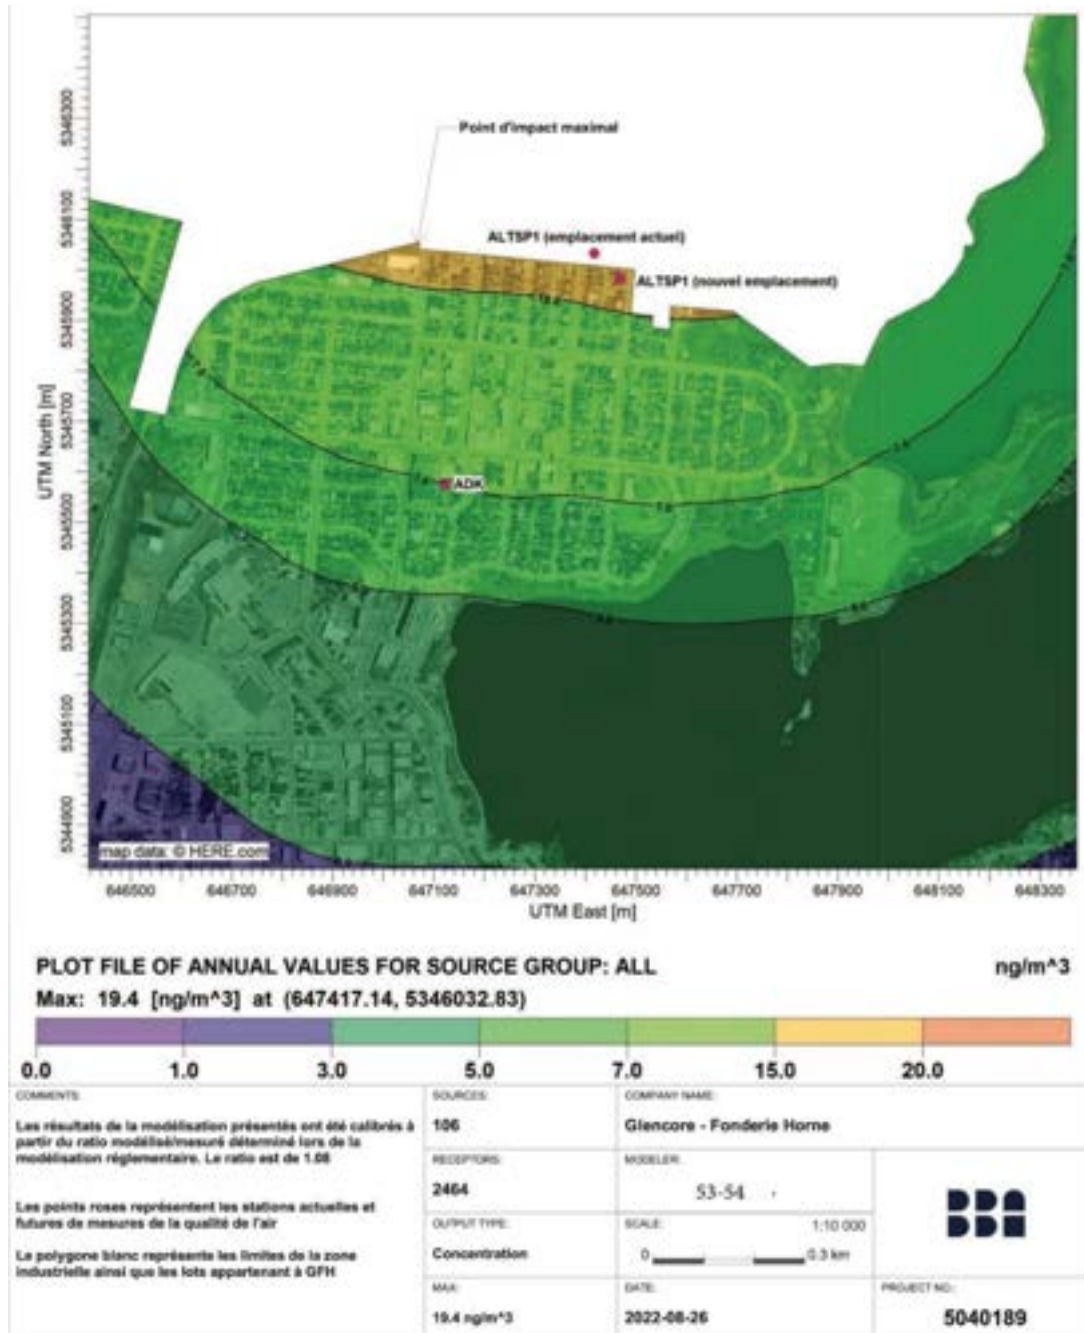 Point d'impact maximal
ALTSP1 (emplacement actuel)
ALTSP1 (nouvel emplacement)
ADK
map data: © HERE.com
UTM North [m]
5346300
5346100
5345900
5345700
5345500
5345300
5345100
5344900
646500 646700 646900 647100 647300 647500 647700 647900 648100 648300
UTM East [m]
PLOT FILE OF ANNUAL VALUES FOR SOURCE GROUP: ALL ng/m^3
Max: 19.4 [ng/m^3] at (647417.14, 5346032.83)
0.0 1.0 3.0 5.0 7.0 15.0 20.0
COMMENTS:
Les résultats de la modélisation présentés ont été calibrés à
partir du ratio modélisé/mesuré déterminé lors de la
modélisation réglementaire. Le ratio est de 1.08
Les points roses représentent les stations actuelles et
futures de mesures de la qualité de l'air
Le polygone blanc représente les limites de la zone
industrielle ainsi que les lots appartenant à GFH
SOURCES:
106
COMPANY NAME:
Glencore - Fonderie Horne
RECEPTORS:
2464
MODELER:
53-54
OUTPUT TYPE:
Concentration
SCALE: 1:10 000
0 0.3 km
MAX:
19.4 ng/m^3
DATE:
2022-08-26
PROJECT NO.:
5040189
BBA